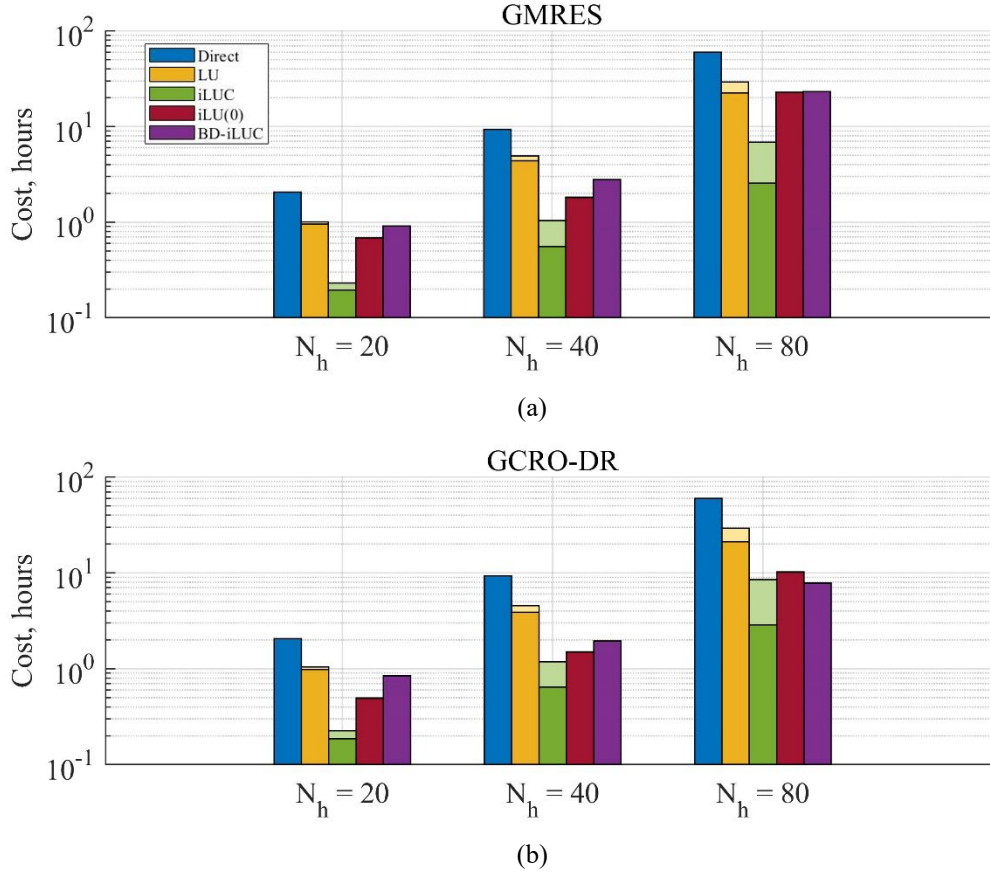 GMRES
10^2
10^1
10^0
10^-1
Cost, hours
Direct
LU
iLUC
iLU(0)
BD-iLUC
N_h = 20
N_h = 40
N_h = 80
(a)
GCRO-DR
10^2
10^1
10^0
10^-1
Cost, hours
N_h = 20
N_h = 40
N_h = 80
(b)